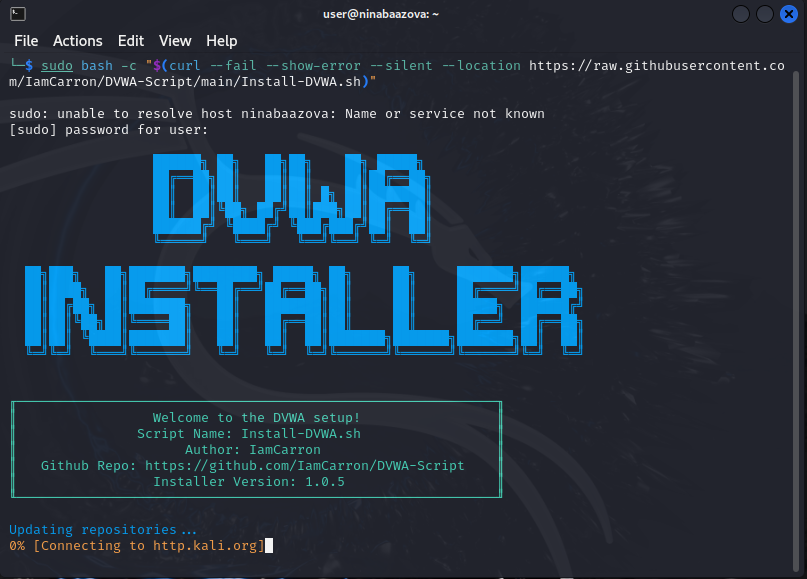 user@ninabaazova: ~
File Actions Edit View Help
└─$ sudo bash -c "$(curl --fail --show-error --silent --location https://raw.githubusercontent.co
m/IamCarron/DVWA-Script/main/Install-DVWA.sh)"
sudo: unable to resolve host ninabaazova: Name or service not known
[sudo] password for user:
DVWA
INSTALLER
Welcome to the DVWA setup!
Script Name: Install-DVWA.sh
Author: IamCarron
Github Repo: https://github.com/IamCarron/DVWA-Script
Installer Version: 1.0.5
Updating repositories...
0% [Connecting to http.kali.org]